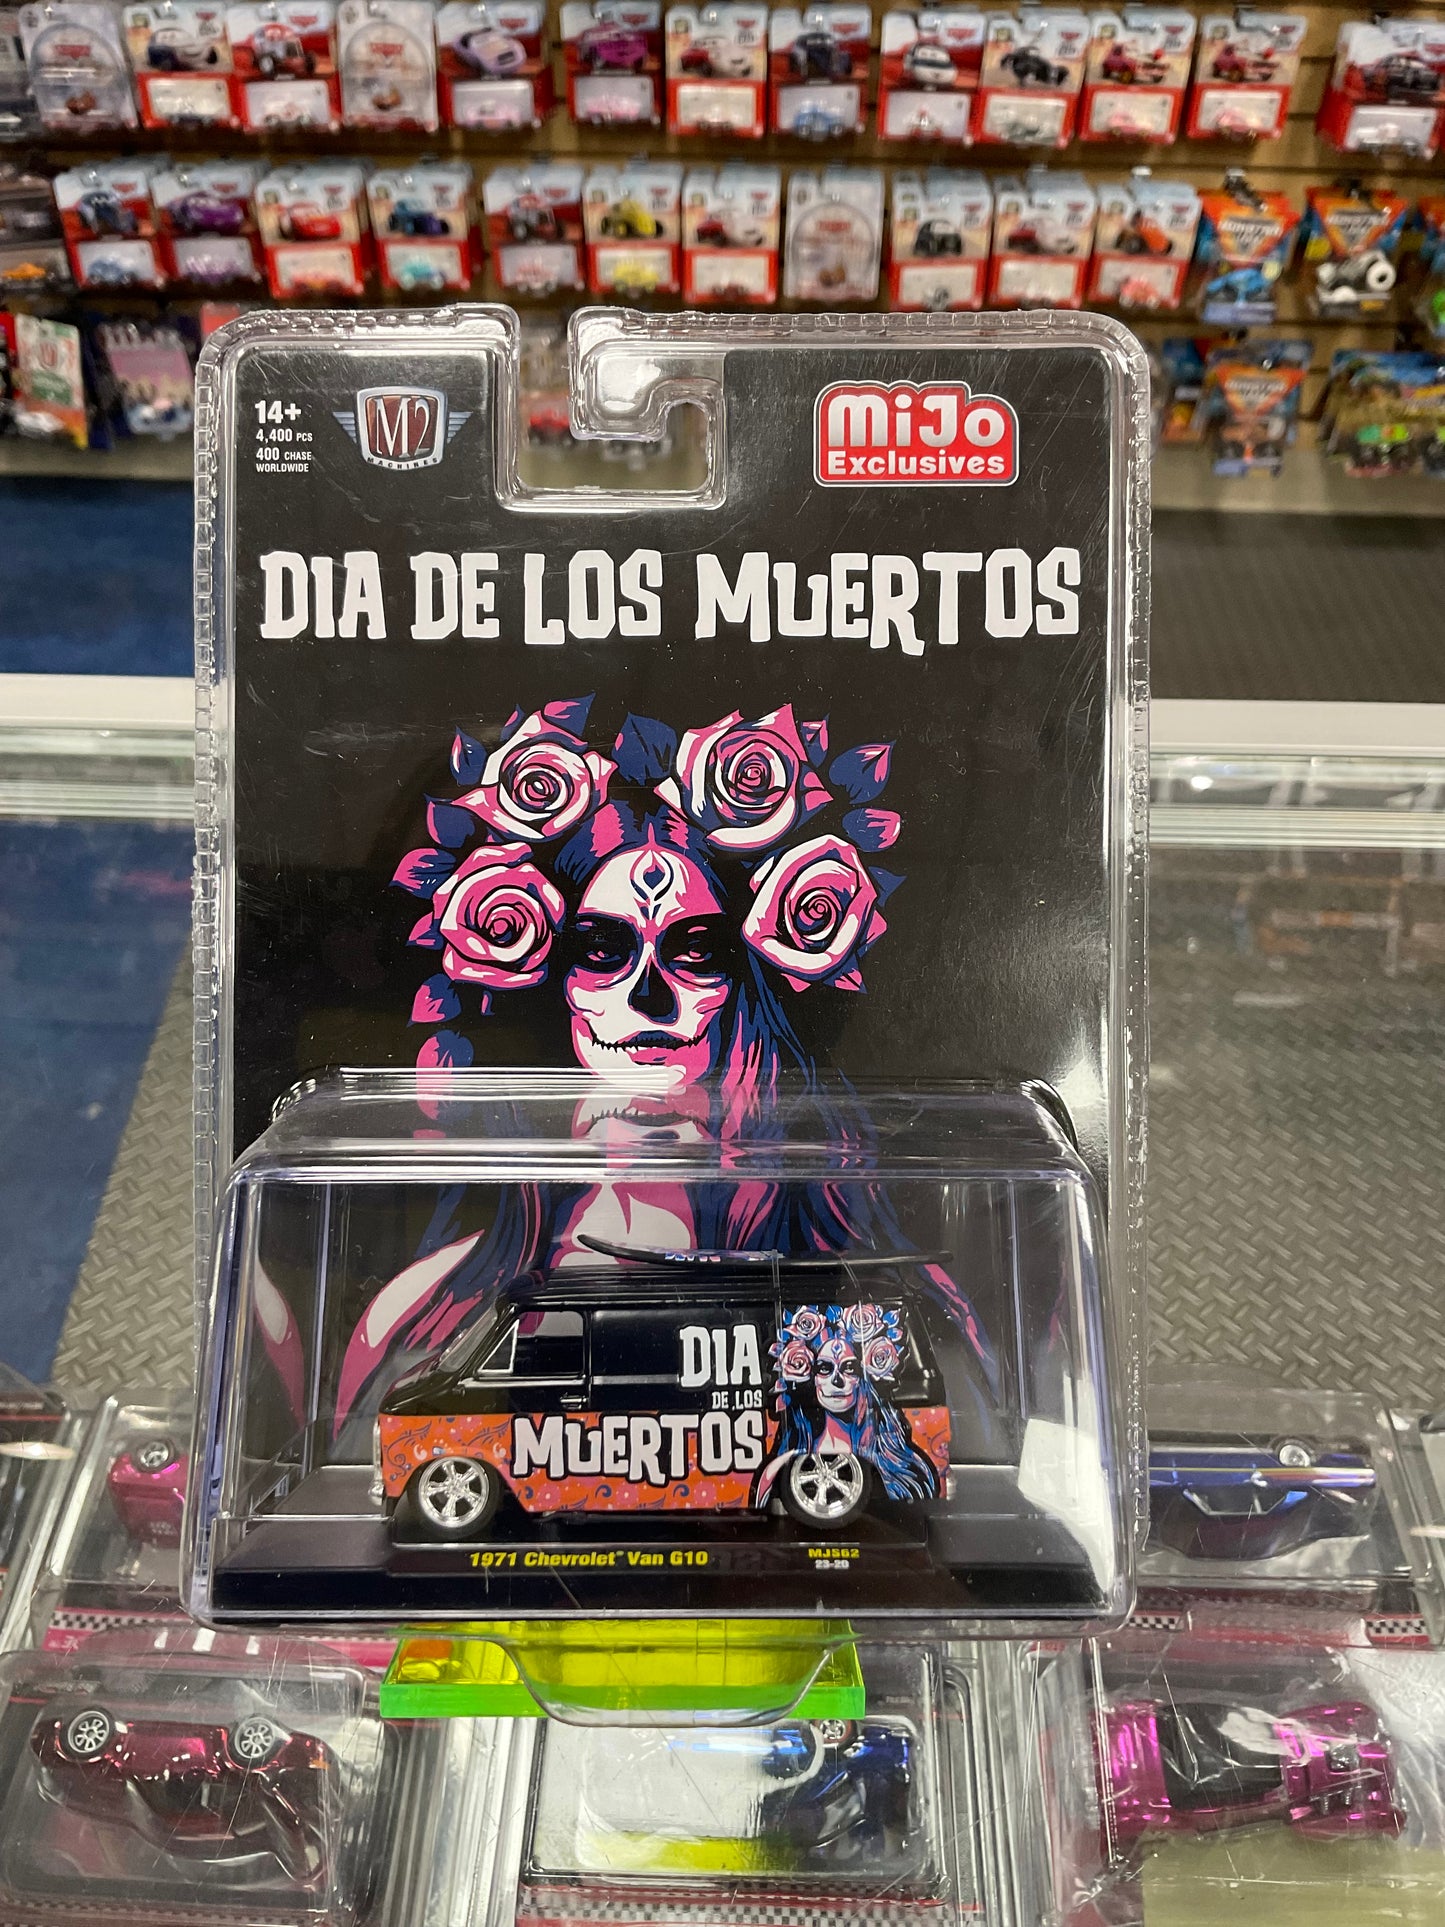 14+
4,400 PCS
400 CHASE
WORLDWIDE
M2
MACHINES
MiJo
Exclusives
DIA DE LOS MUERTOS
DIA
DE LOS
MUERTOS
1971 Chevrolet® Van G10
MJS62
23-20